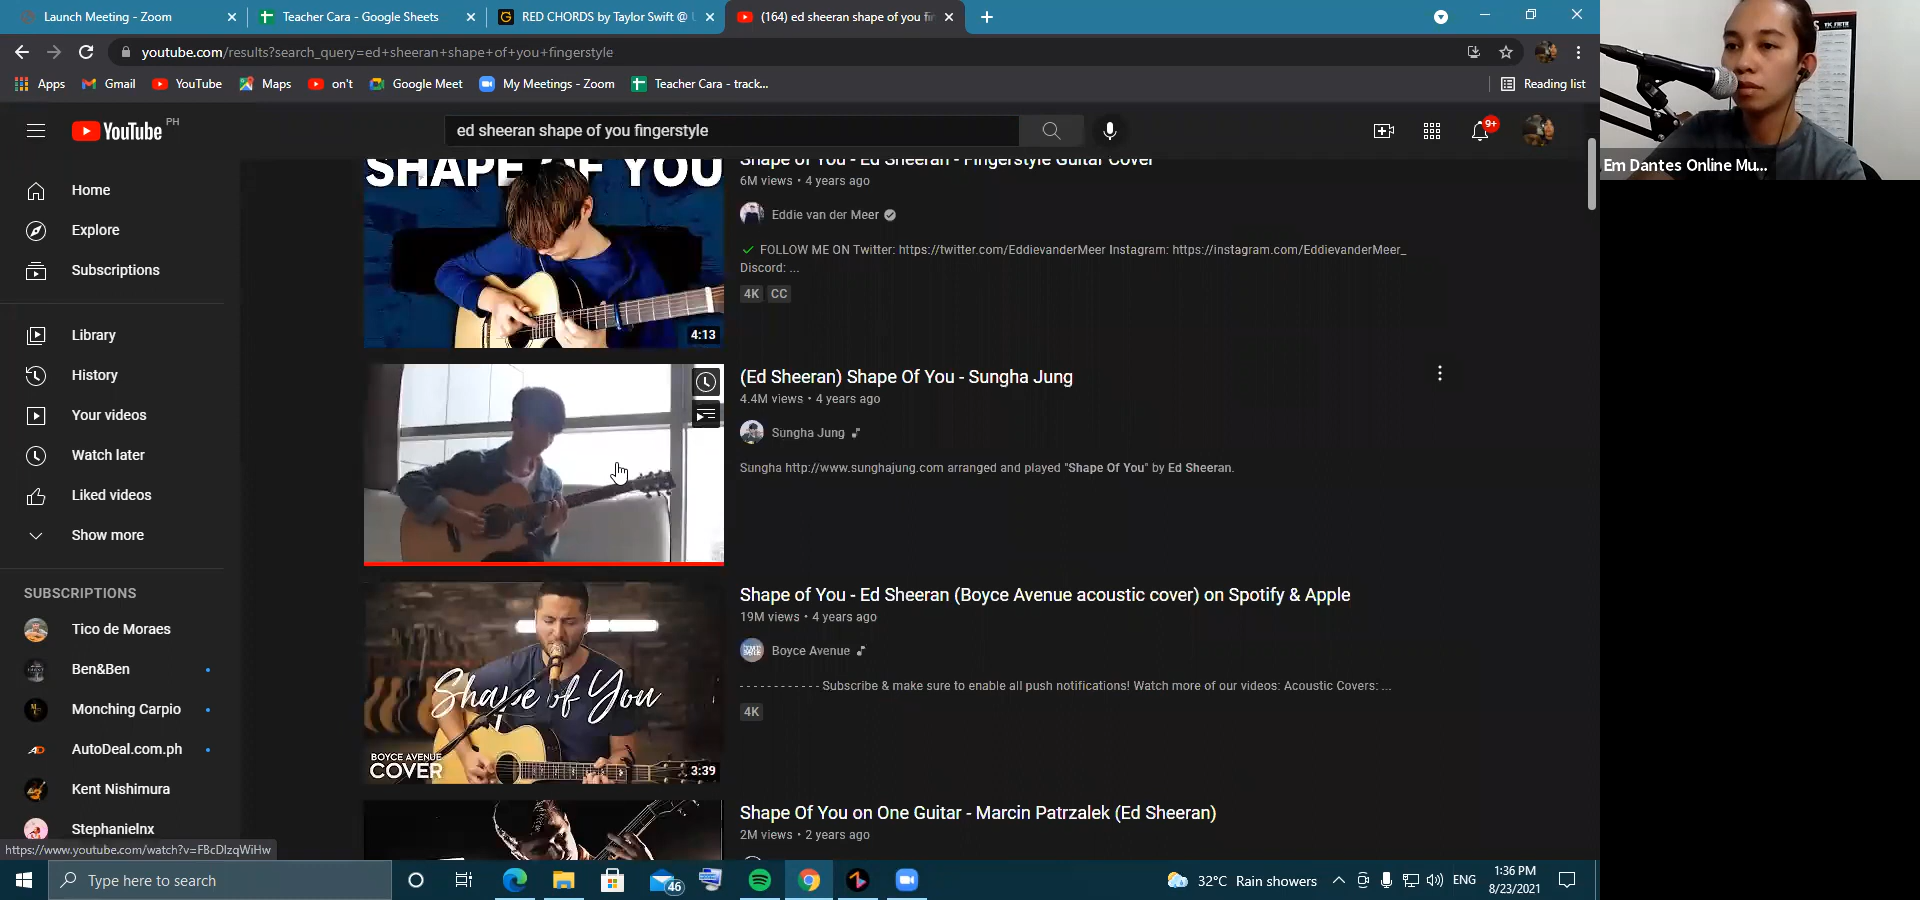 Launch Meeting - Zoom
Teacher Cara - Google Sheets
RED CHORDS by Taylor Swift @ U
(164) ed sheeran shape of you fi
youtube.com/results?search_query=ed+sheeran+shape+of+you+fingerstyle
Apps
Gmail
YouTube
Maps
on't
Google Meet
My Meetings - Zoom
Teacher Cara - track...
Reading list
YouTube PH
ed sheeran shape of you fingerstyle
9+
Em Dantes Online Mu...
Home
Explore
Subscriptions
Library
History
Your videos
Watch later
Liked videos
Show more
SUBSCRIPTIONS
Tico de Moraes
Ben&Ben
Monching Carpio
AutoDeal.com.ph
Kent Nishimura
Stephanielnx
SHAPE OF YOU
4:13
Shape of You - Ed Sheeran - Fingerstyle Guitar Cover
6M views • 4 years ago
Eddie van der Meer
✓ FOLLOW ME ON Twitter: https://twitter.com/EddievanderMeer Instagram: https://instagram.com/EddievanderMeer_
Discord: ...
4K CC
(Ed Sheeran) Shape Of You - Sungha Jung
4.4M views • 4 years ago
Sungha Jung
Sungha http://www.sunghajung.com arranged and played "Shape Of You" by Ed Sheeran.
Shape of You
BOYCE AVENUE
COVER
3:39
Shape of You - Ed Sheeran (Boyce Avenue acoustic cover) on Spotify & Apple
19M views • 4 years ago
Boyce Avenue
- - - - - - - - - - - - Subscribe & make sure to enable all push notifications! Watch more of our videos: Acoustic Covers: ...
4K
Shape Of You on One Guitar - Marcin Patrzalek (Ed Sheeran)
2M views • 2 years ago
https://www.youtube.com/watch?v=FBcDIzqWiHw
Type here to search
46
32°C Rain showers
ENG
1:36 PM
8/23/2021